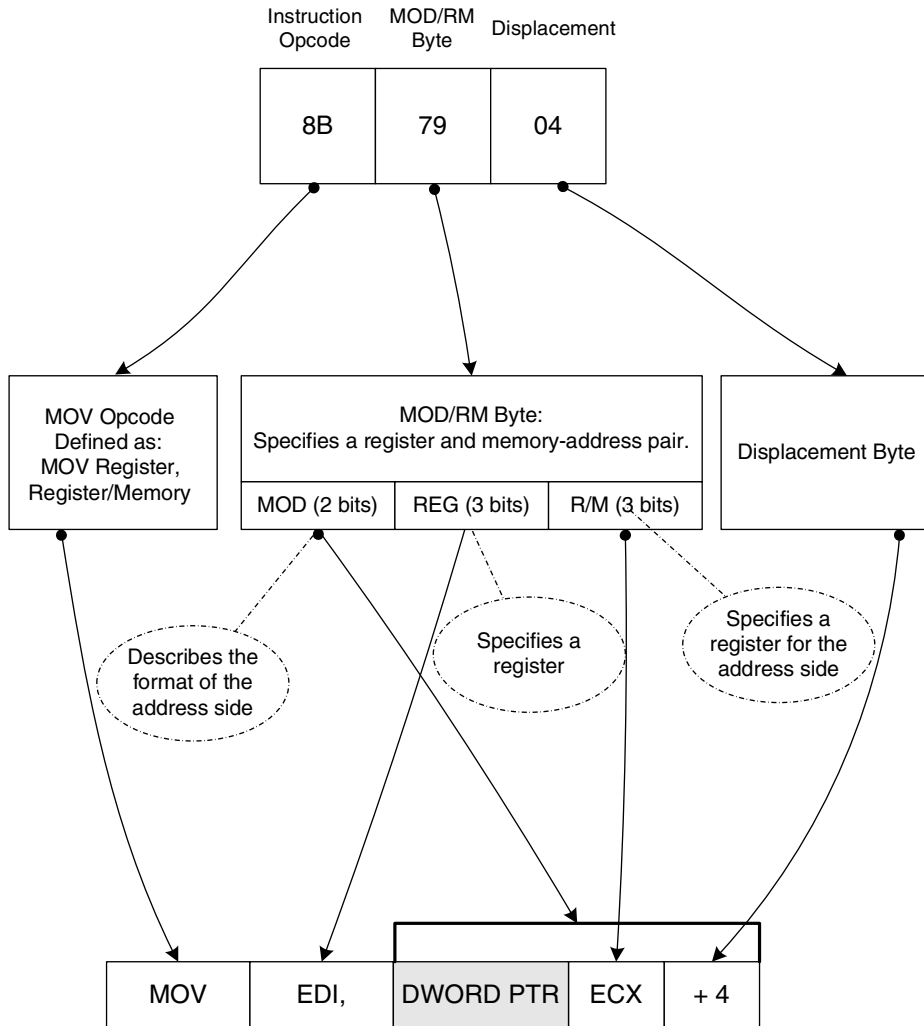 Instruction
Opcode
MOD/RM
Byte
Displacement
8B
79
04
MOV Opcode
Defined as:
MOV Register,
Register/Memory
MOD/RM Byte:
Specifies a register and memory-address pair.
MOD (2 bits)
REG (3 bits)
R/M (3 bits)
Displacement Byte
Describes the
format of the
address side
Specifies a
register
Specifies a
register for the
address side
MOV
EDI,
DWORD PTR
ECX
+ 4